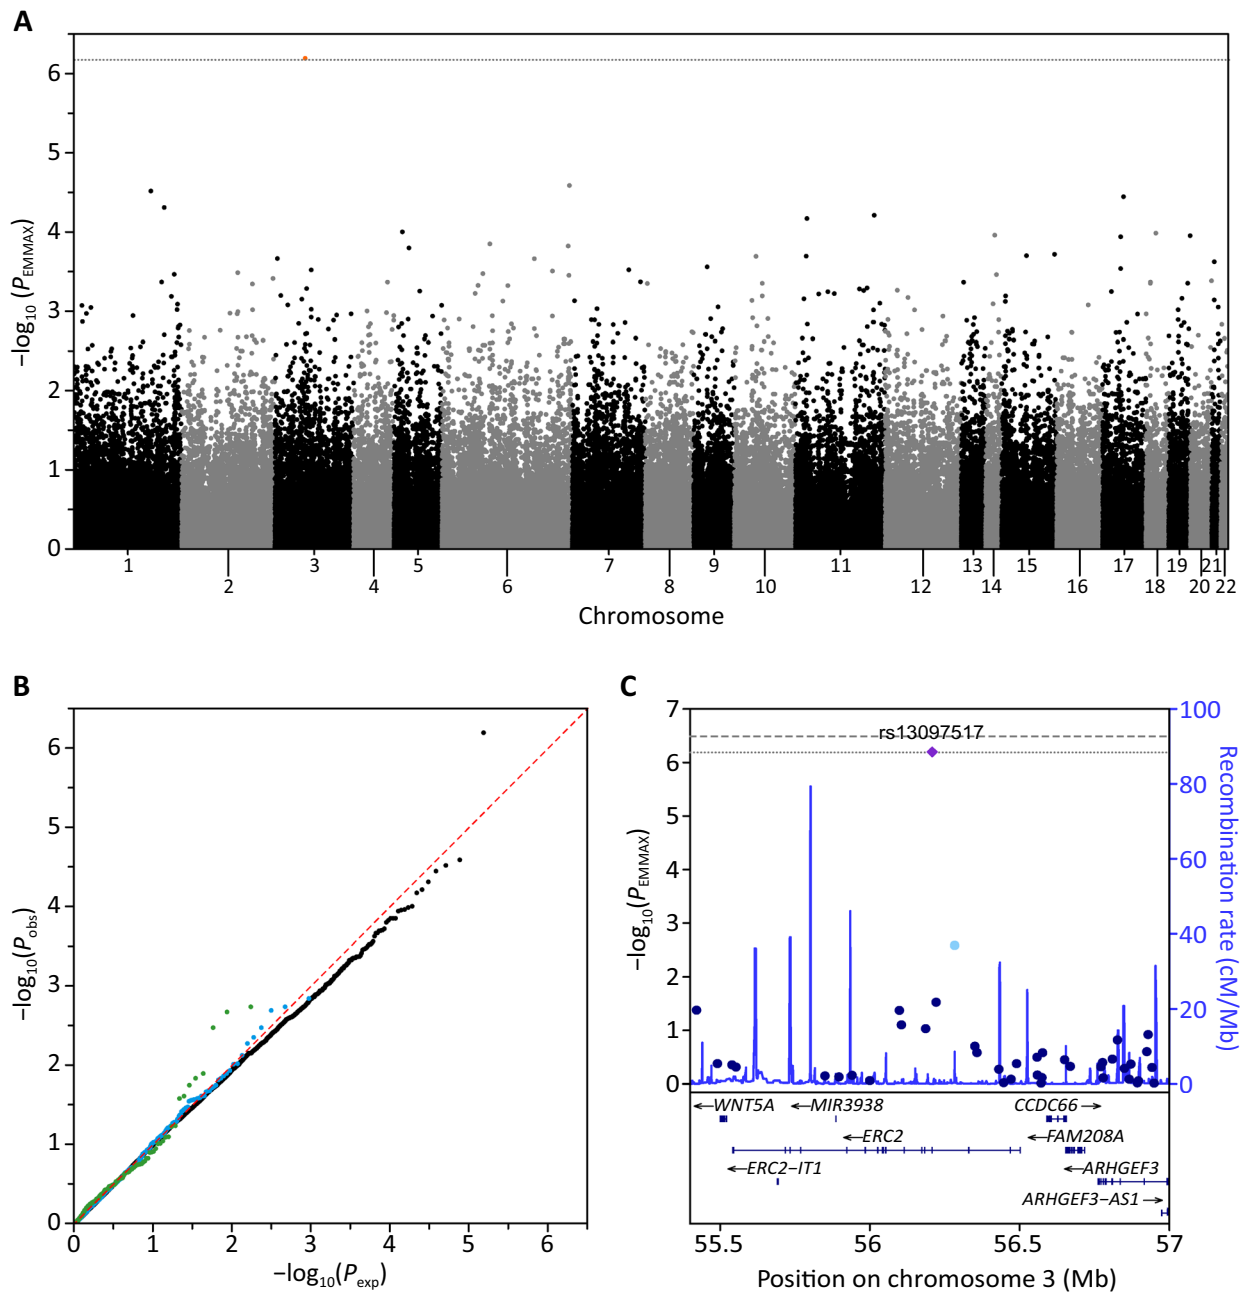 A
−log10 (PEMMAX)
6
5
4
3
2
1
0
1 2 3 4 5 6 7 8 9 10 11 12 13 14 15 16 17 18 19 20 21 22
Chromosome
B
−log10(Pobs)
6
5
4
3
2
1
0
0 1 2 3 4 5 6
−log10(Pexp)
C
−log10(PEMMAX)
7
6
5
4
3
2
1
0
rs13097517
100
80
60
40
20
0
Recombination rate (cM/Mb)
←WNT5A ←MIR3938 CCDC66→
←ERC2 ←FAM208A
←ERC2−IT1 ←ARHGEF3
ARHGEF3−AS1→
55.5 56 56.5 57
Position on chromosome 3 (Mb)